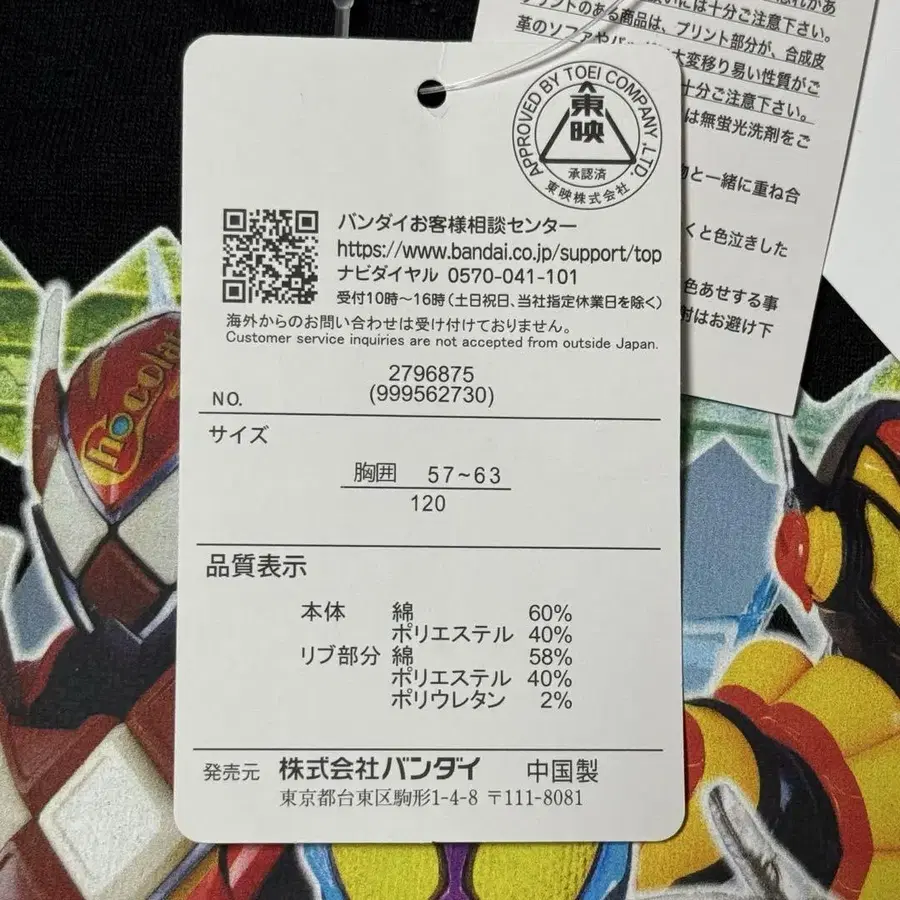 APPROVED BY TOEI COMPANY, LTD.
東映
承認済
東映株式会社
バンダイお客様相談センター
https://www.bandai.co.jp/support/top
ナビダイヤル 0570-041-101
受付10時~16時(土日祝日、当社指定休業日を除く)
海外からのお問い合わせは受け付けておりません。
Customer service inquiries are not accepted from outside Japan.
NO. 2796875
(999562730)
サイズ
胸囲 57~63
120
品質表示
本体 綿 60%
ポリエステル 40%
リブ部分 綿 58%
ポリエステル 40%
ポリウレタン 2%
発売元 株式会社バンダイ 中国製
東京都台東区駒形1-4-8 〒111-8081
には十分ご注意下さい。
プリントのある商品は、プリント部分が、合成皮
革のソファや
大変移り易い性質がご
十分ご注意下さい。
は無蛍光洗剤をご
と一緒に重ね合
くと色泣きした
色あせする事
はお避け下
hocola